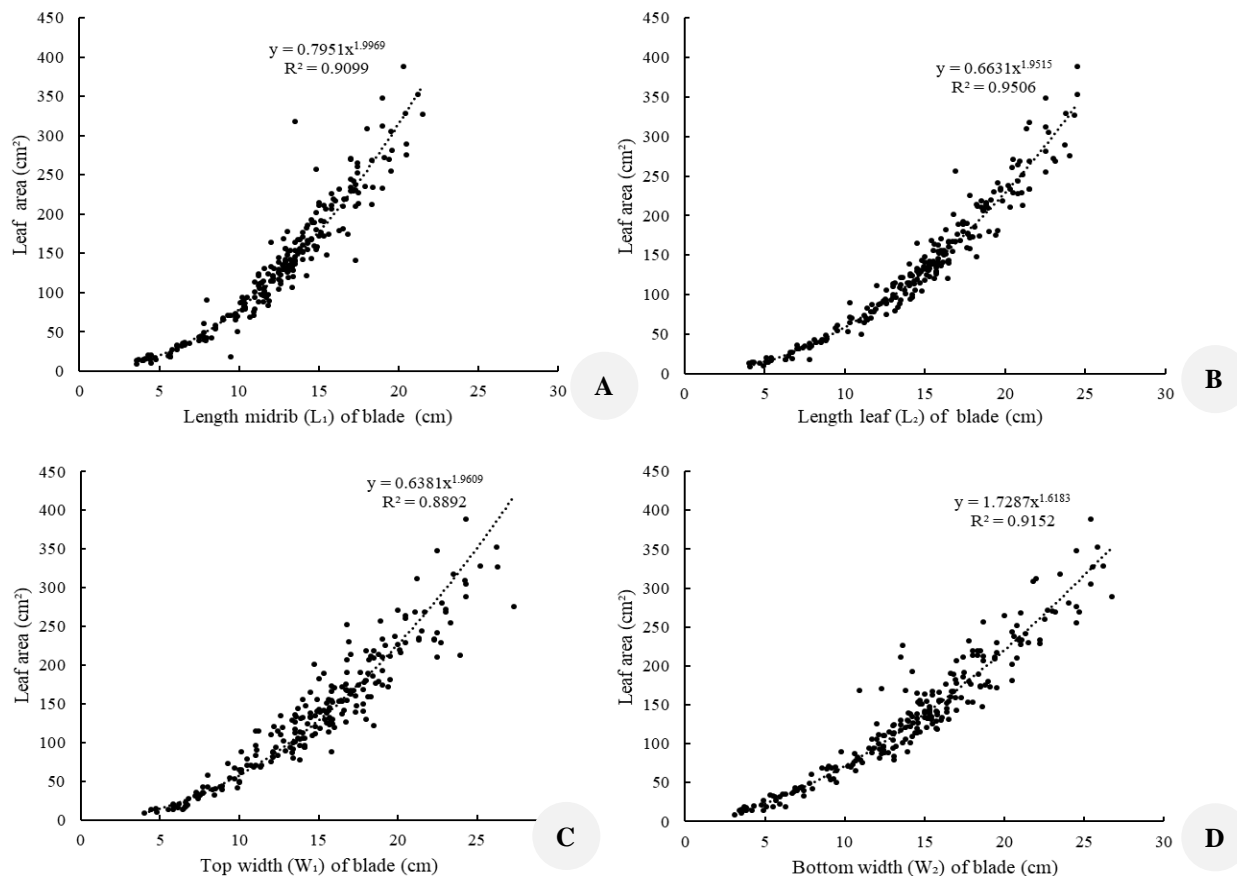 450
400
350
300
250
200
150
100
50
0
Leaf area (cm²)
y = 0.7951x^1.9969
R² = 0.9099
0 5 10 15 20 25 30
Length midrib (L₁) of blade (cm)
A
450
400
350
300
250
200
150
100
50
0
Leaf area (cm²)
y = 0.6631x^1.9515
R² = 0.9506
0 5 10 15 20 25 30
Length leaf (L₂) of blade (cm)
B
450
400
350
300
250
200
150
100
50
0
Leaf area (cm²)
y = 0.6381x^1.9609
R² = 0.8892
0 5 10 15 20 25 30
Top width (W₁) of blade (cm)
C
450
400
350
300
250
200
150
100
50
0
Leaf area (cm²)
y = 1.7287x^1.6183
R² = 0.9152
0 5 10 15 20 25 30
Bottom width (W₂) of blade (cm)
D